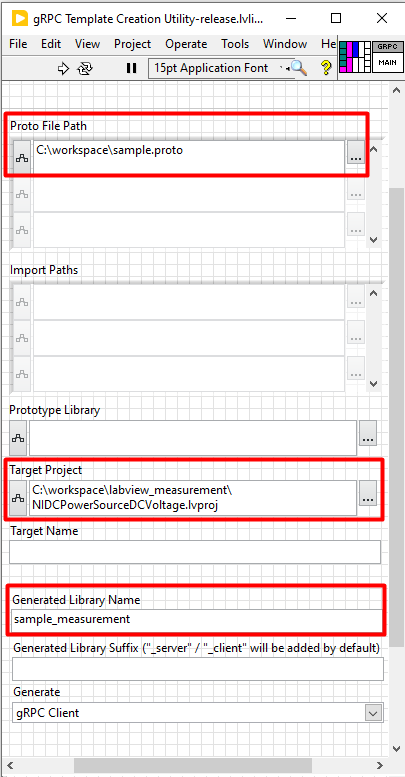 gRPC Template Creation Utility-release.lvli...
File Edit View Project Operate Tools Window
GRPC
MAIN
15pt Application Font
?
Proto File Path
C:\workspace\sample.proto
...
...
...
Import Paths
...
...
...
Prototype Library
...
Target Project
C:\workspace\labview_measurement\
NIDCPowerSourceDCVoltage.lvproj
...
Target Name
Generated Library Name
sample_measurement
Generated Library Suffix ("_server" / "_client" will be added by default)
Generate
gRPC Client